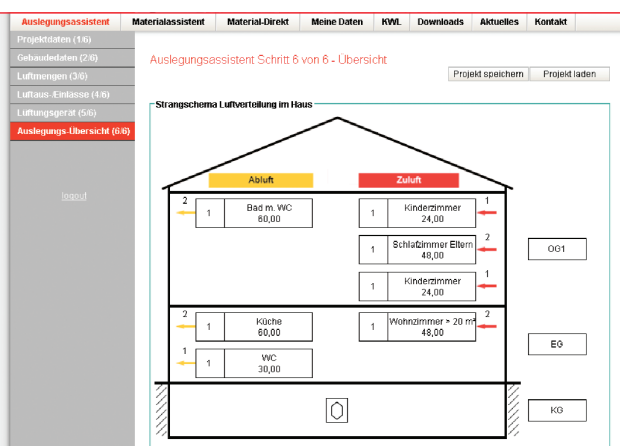 Auslegungsassistent Materialassistent Material-Direkt Meine Daten KWL Downloads Aktuelles Kontakt
Projektdaten (1/6)
Gebäudedaten (2/6)
Luftmengen (3/6)
Luftaus-/Einlässe (4/6)
Lüftungsgerät (5/6)
Auslegungs-Übersicht (6/6)
logout
Auslegungsassistent Schritt 6 von 6 - Übersicht
Projekt speichern Projekt laden
Strangschema Luftverteilung im Haus
Abluft Zuluft
2 1 Bad m. WC
60,00
1 Kinderzimmer 1
24,00
1 Schlafzimmer Eltern 2
48,00
OG1
1 Kinderzimmer 1
24,00
2 1 Küche
60,00
1 Wohnzimmer > 20 m² 2
48,00
EG
1 1 WC
30,00
KG